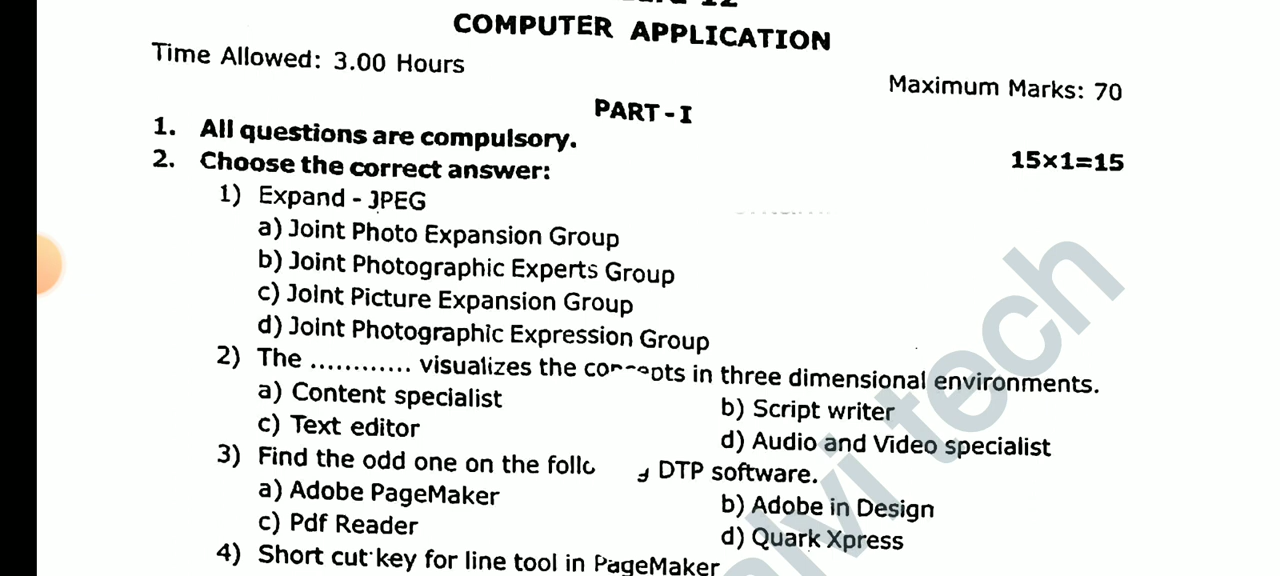 12
COMPUTER APPLICATION
Time Allowed: 3.00 Hours
Maximum Marks: 70
PART - I
1. All questions are compulsory.
2. Choose the correct answer:
15x1=15
1) Expand - JPEG
a) Joint Photo Expansion Group
b) Joint Photographic Experts Group
c) Joint Picture Expansion Group
d) Joint Photographic Expression Group
2) The ............ visualizes the concepts in three dimensional environments.
a) Content specialist
b) Script writer
c) Text editor
d) Audio and Video specialist
3) Find the odd one on the DTP software.
a) Adobe PageMaker
b) Adobe in Design
c) Pdf Reader
d) Quark Xpress
4) Short cut key for line tool in PageMaker
tech